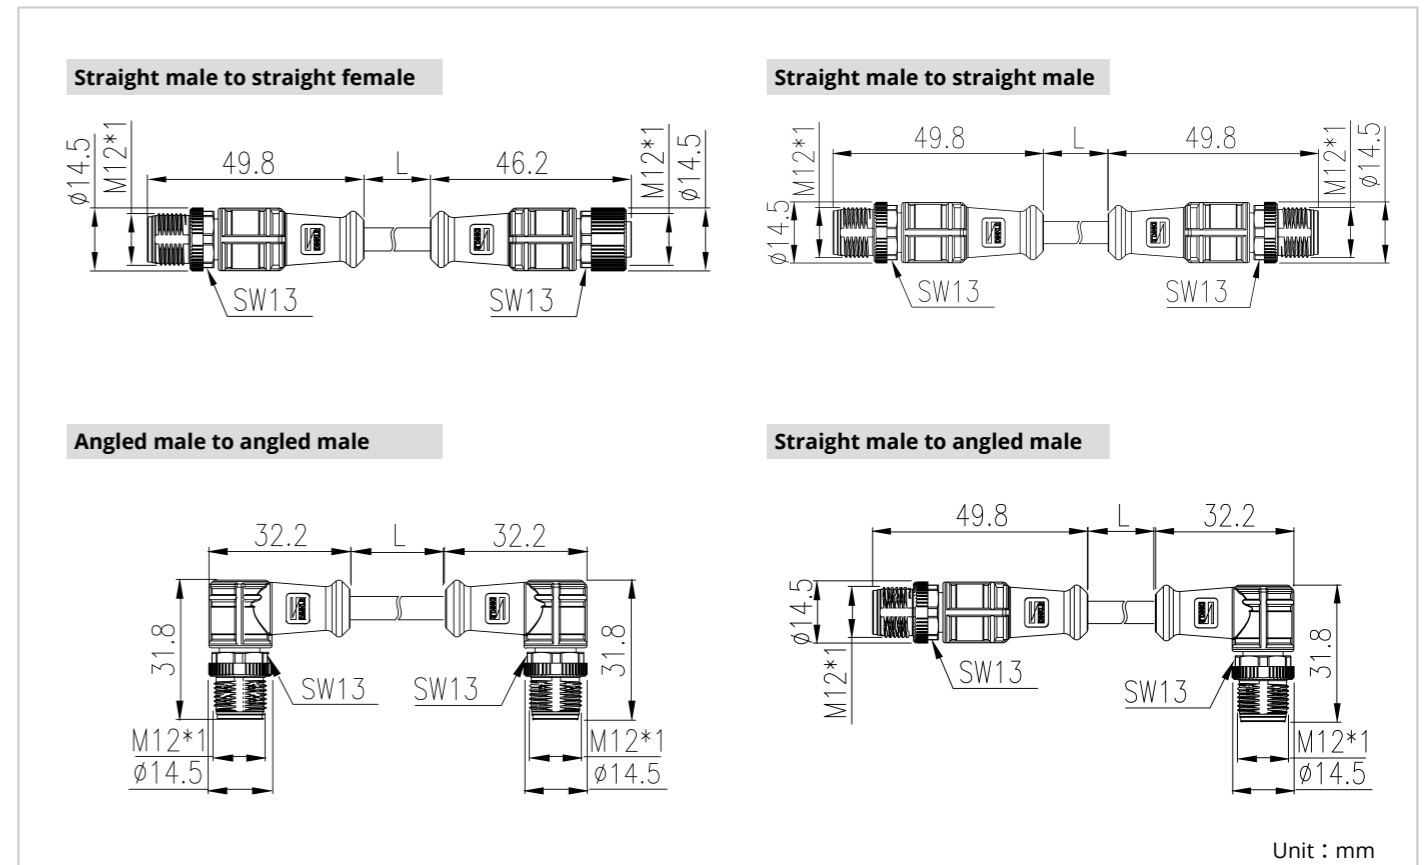 Straight male to straight female
ø14.5
M12*1
49.8
L
46.2
M12*1
ø14.5
SW13
SW13
Straight male to straight male
ø14.5
M12*1
49.8
L
49.8
M12*1
ø14.5
SW13
SW13
Angled male to angled male
32.2
L
32.2
31.8
31.8
SW13
SW13
M12*1
ø14.5
M12*1
ø14.5
Straight male to angled male
49.8
L
32.2
ø14.5
M12*1
SW13
SW13
31.8
M12*1
ø14.5
Unit：mm